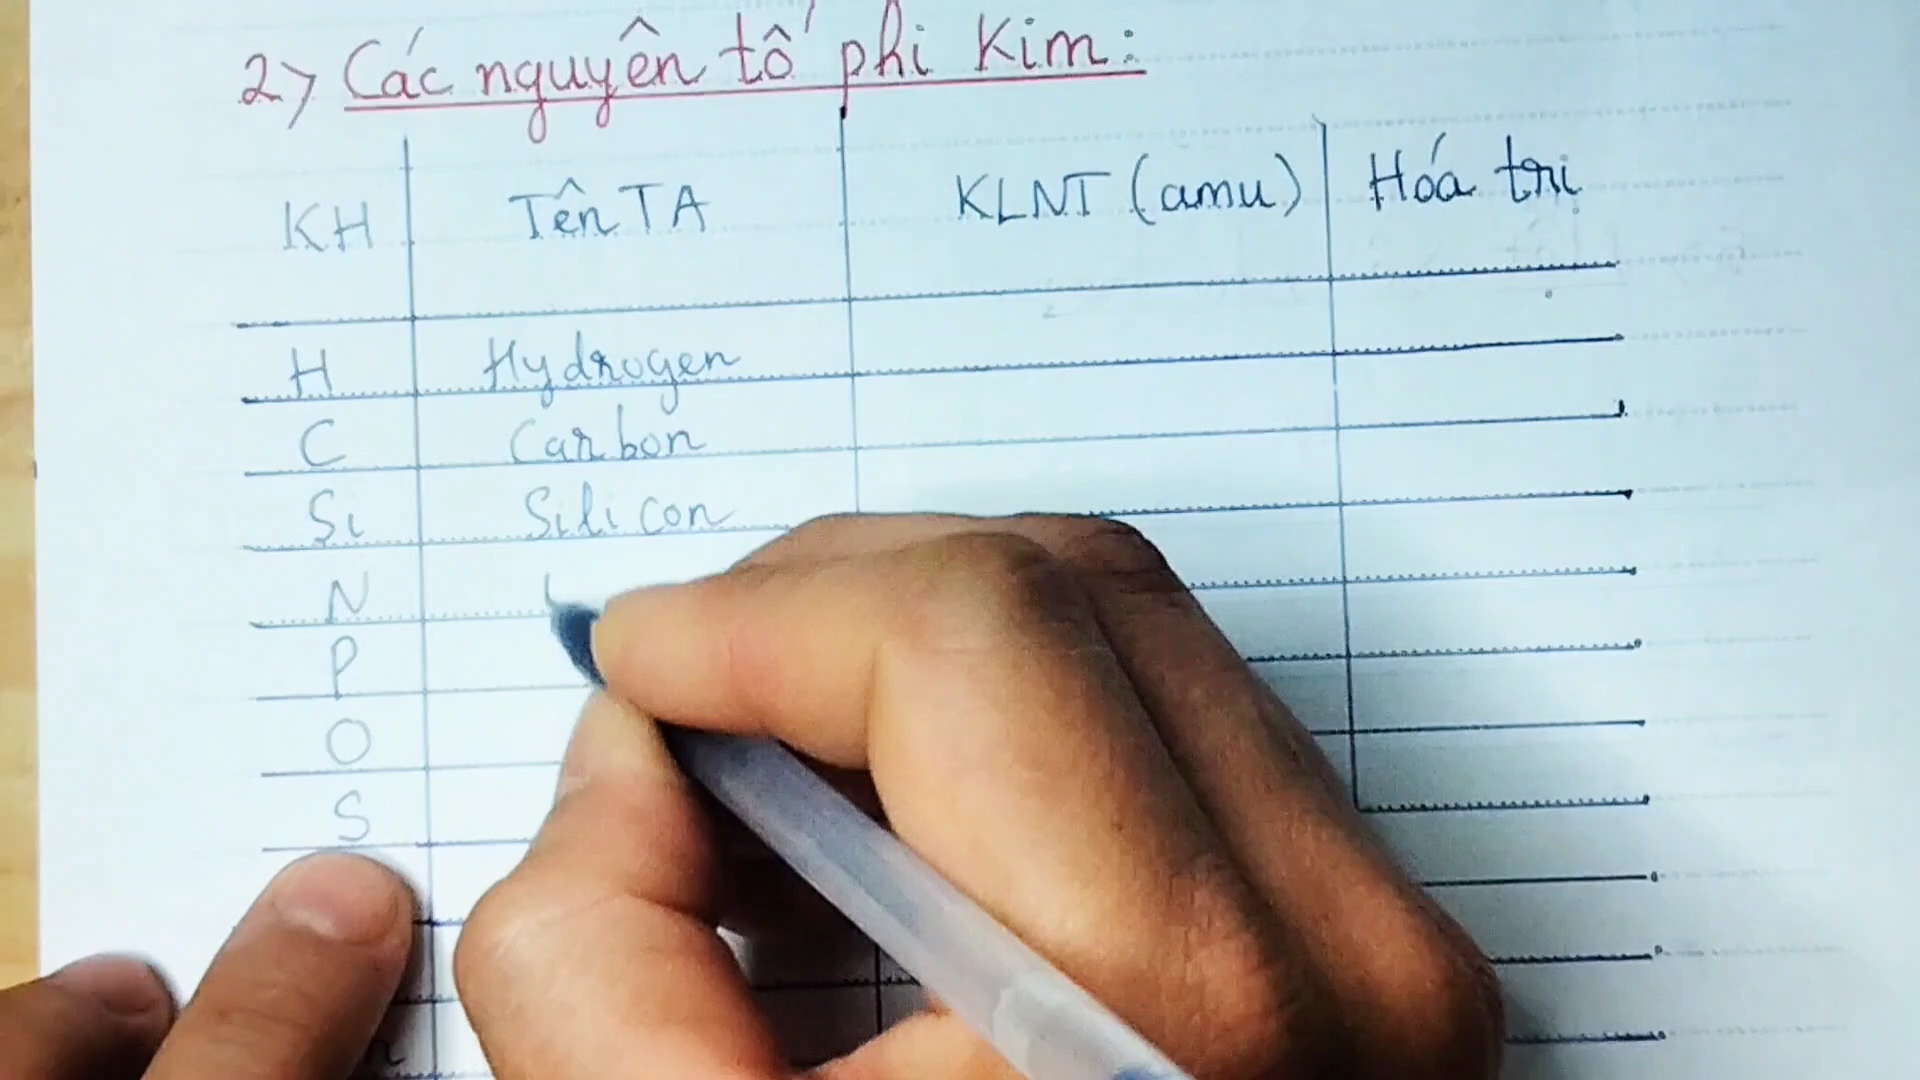 2> Các nguyên tố phi kim:
KH Tên TA KLNT (amu) Hóa trị
H Hydrogen
C Carbon
Si Silicon
N
P
O
S